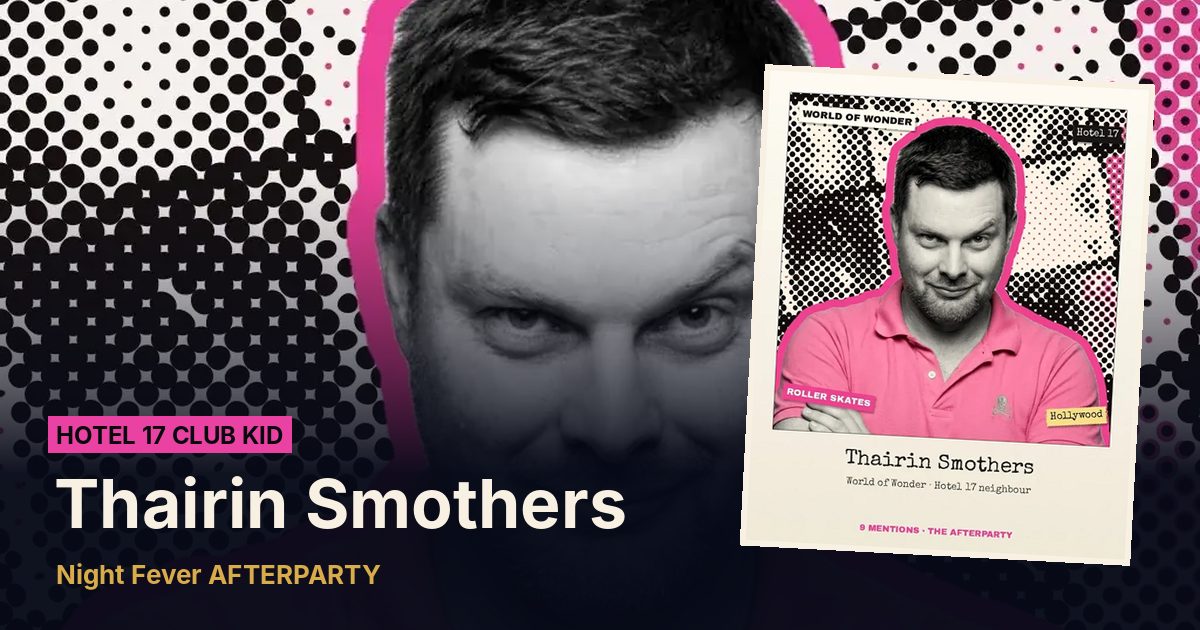 HOTEL 17 CLUB KID
Thairin Smothers
Night Fever AFTERPARTY
WORLD OF WONDER
Hotel 17
ROLLER SKATES
Hollywood
Thairin Smothers
World of Wonder · Hotel 17 neighbour
9 MENTIONS · THE AFTERPARTY